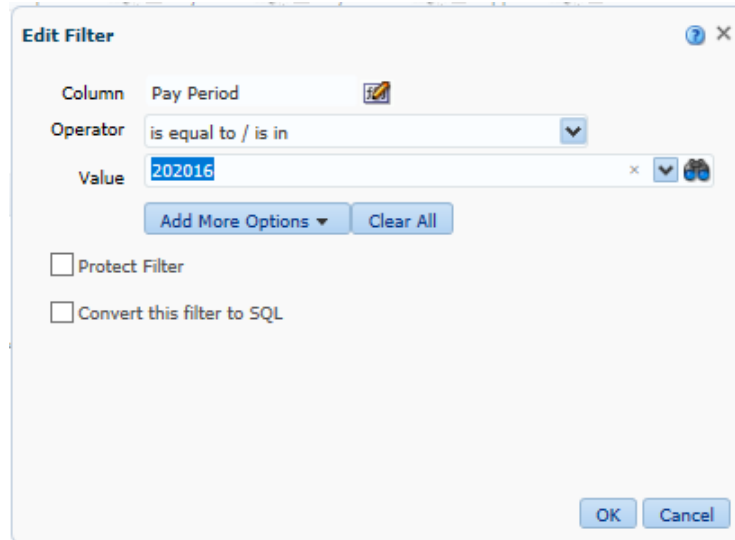 Edit Filter
Column Pay Period
Operator is equal to / is in
Value 202016
Add More Options Clear All
Protect Filter
Convert this filter to SQL
OK Cancel